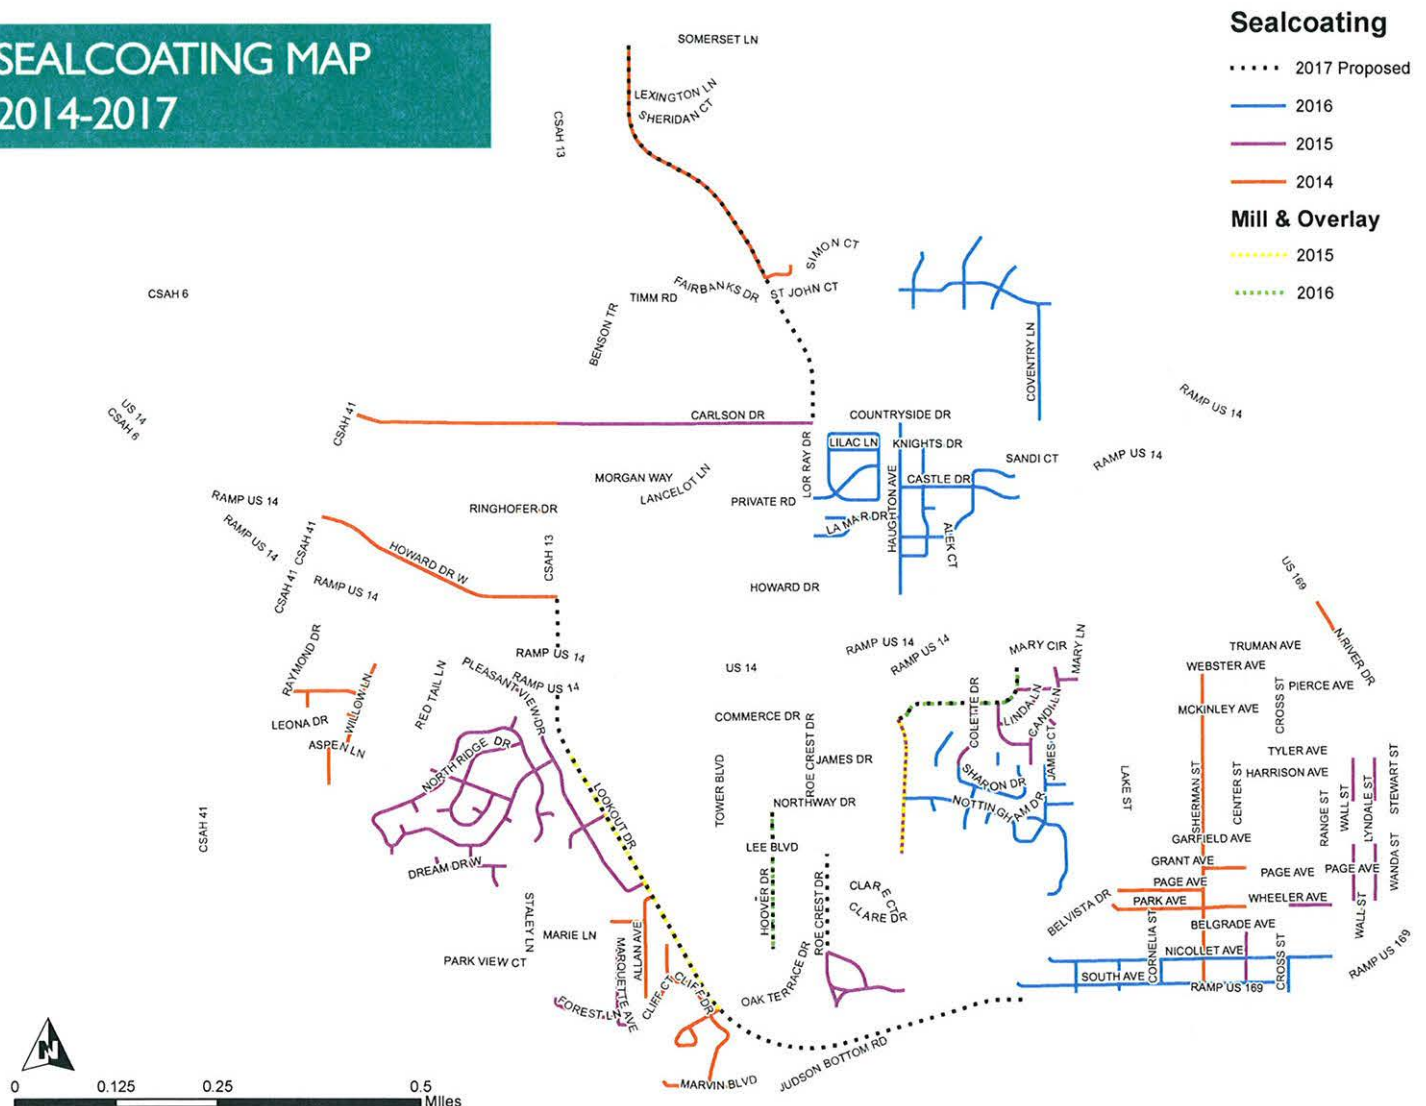 SEALCOATING MAP
2014-2017
Sealcoating
2017 Proposed
2016
2015
2014
Mill & Overlay
2015
2016
SOMERSET LN
LEXINGTON LN
SHERIDAN CT
CSAH 13
SIMON CT
FAIRBANKS DR
ST JOHN CT
TIMM RD
CSAH 6
BENSON TR
COVENTRY LN
US 14
CSAH 6
CSAH 41
CARLSON DR
COUNTRYSIDE DR
RAMP US 14
LILAC LN
KNIGHTS DR
LOR RAY DR
SANDI CT
RAMP US 14
MORGAN WAY
LANCELOT LN
CASTLE DR
RAMP US 14
RINGHOFER DR
PRIVATE RD
HAUGHTON AVE
LA MAR DR
RAMP US 14
CSAH 41
ALEK CT
HOWARD DR W
CSAH 13
CSAH 41
RAMP US 14
HOWARD DR
US 169
N RIVER DR
RAYMOND DR
RAMP US 14
RAMP US 14
RAMP US 14
MARY CIR
MARY LN
TRUMAN AVE
WEBSTER AVE
PLEASANT VIEW DR
RAMP US 14
US 14
RED TAIL LN
WILLOW LN
PIERCE AVE
CROSS ST
LEONA DR
COMMERCE DR
COLETTE DR
LINDA LN
CANDI LN
MCKINLEY AVE
ASPEN LN
NORTH RIDGE DR
ROE CREST DR
JAMES DR
JAMES CT
TYLER AVE
HARRISON AVE
LAKE ST
SHERMAN ST
CENTER ST
STEWART ST
SHARON DR
TOWER BLVD
LOOKOUT DR
NORTHWAY DR
NOTTINGHAM DR
RANGE ST
WALL ST
LYNDALE ST
CSAH 41
GARFIELD AVE
LEE BLVD
GRANT AVE
DREAM DR W
PAGE AVE
PAGE AVE
PAGE AVE
WANDA ST
CLARE CT
CLARE DR
HOOVER DR
ROE CREST DR
BELVISTA DR
PARK AVE
WHEELER AVE
STALEY LN
MARIE LN
ALLAN AVE
CORNELIA ST
BELGRADE AVE
WALL ST
NICOLLET AVE
CROSS ST
RAMP US 169
PARK VIEW CT
MARQUETTE AVE
SOUTH AVE
RAMP US 169
CLIFF CT
CLIFF DR
OAK TERRACE DR
FOREST LN
JUDSON BOTTOM RD
MARVIN BLVD
N
0
0.125
0.25
0.5
Miles